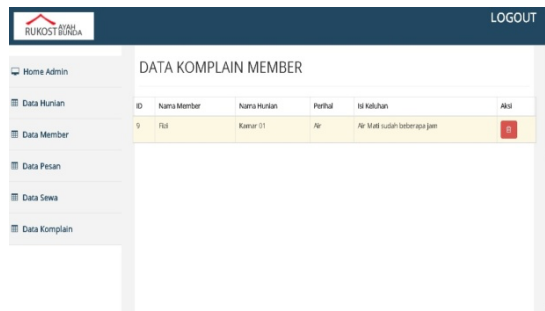 LOGOUT
RUKOST AYAH BUNDA
DATA KOMPLAIN MEMBER
Home Admin
Data Hunian
Data Member
Data Pesan
Data Sewa
Data Komplain
ID Nama Member Nama Hunian Perihal Isi Keluhan Aksi
9 Fidi Kamar 01 Air Air Mati sudah beberapa jam